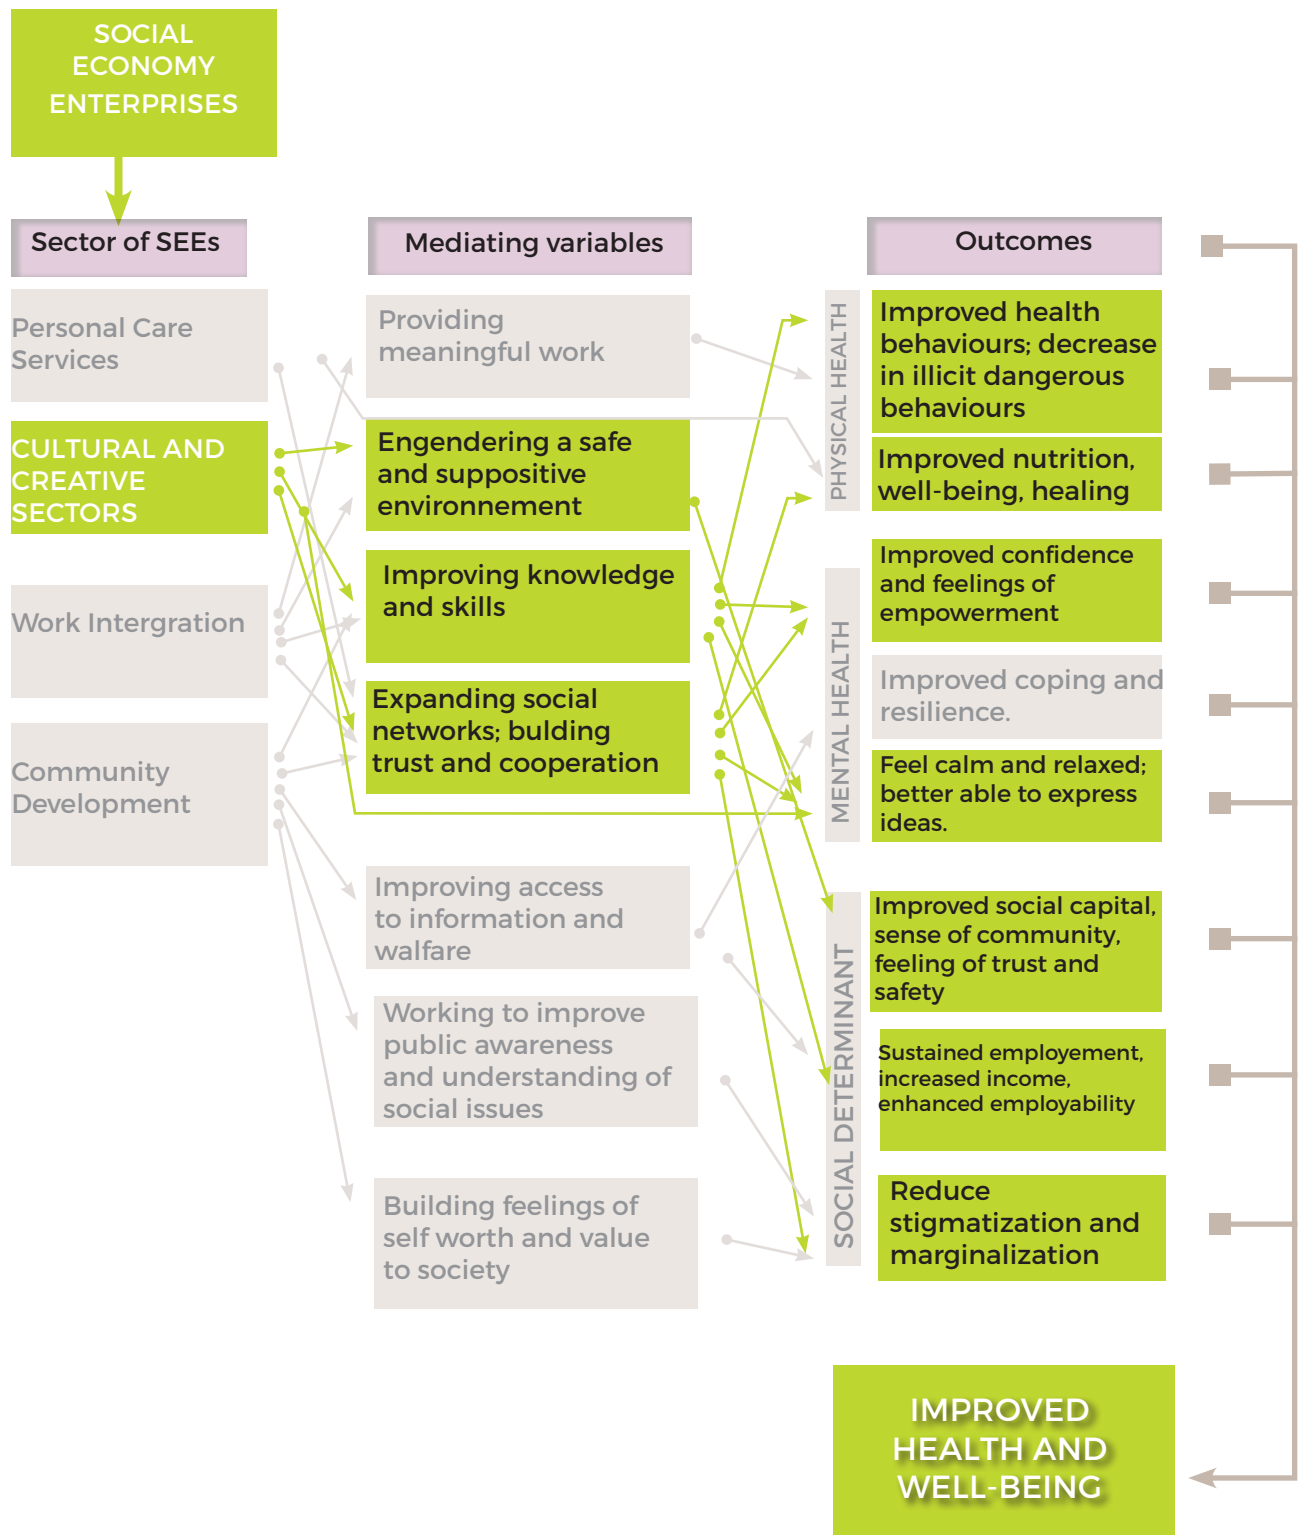 SOCIAL
ECONOMY
ENTERPRISES
Sector of SEEs
Personal Care
Services
CULTURAL AND
CREATIVE
SECTORS
Work Intergration
Community
Development
Mediating variables
Providing
meaningful work
Engendering a safe
and suppositive
environnement
Improving knowledge
and skills
Expanding social
networks; bulding
trust and cooperation
Improving access
to information and
walfare
Working to improve
public awareness
and understanding of
social issues
Building feelings of
self worth and value
to society
Outcomes
PHYSICAL HEALTH
Improved health
behaviours; decrease
in illicit dangerous
behaviours
Improved nutrition,
well-being, healing
MENTAL HEALTH
Improved confidence
and feelings of
empowerment
Improved coping and
resilience.
Feel calm and relaxed;
better able to express
ideas.
SOCIAL DETERMINANT
Improved social capital,
sense of community,
feeling of trust and
safety
Sustained employement,
increased income,
enhanced employability
Reduce
stigmatization and
marginalization
IMPROVED
HEALTH AND
WELL-BEING